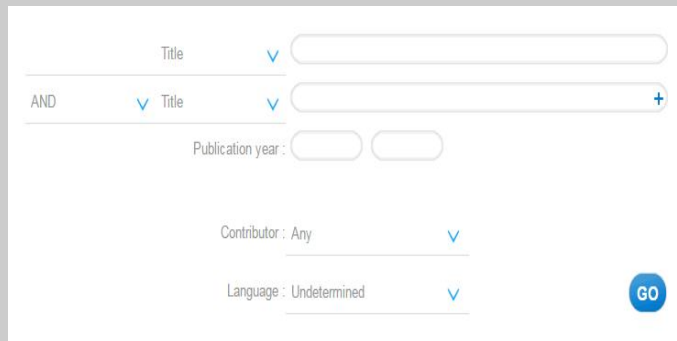 Title
AND Title +
Publication year :
Contributor : Any
Language : Undetermined
GO